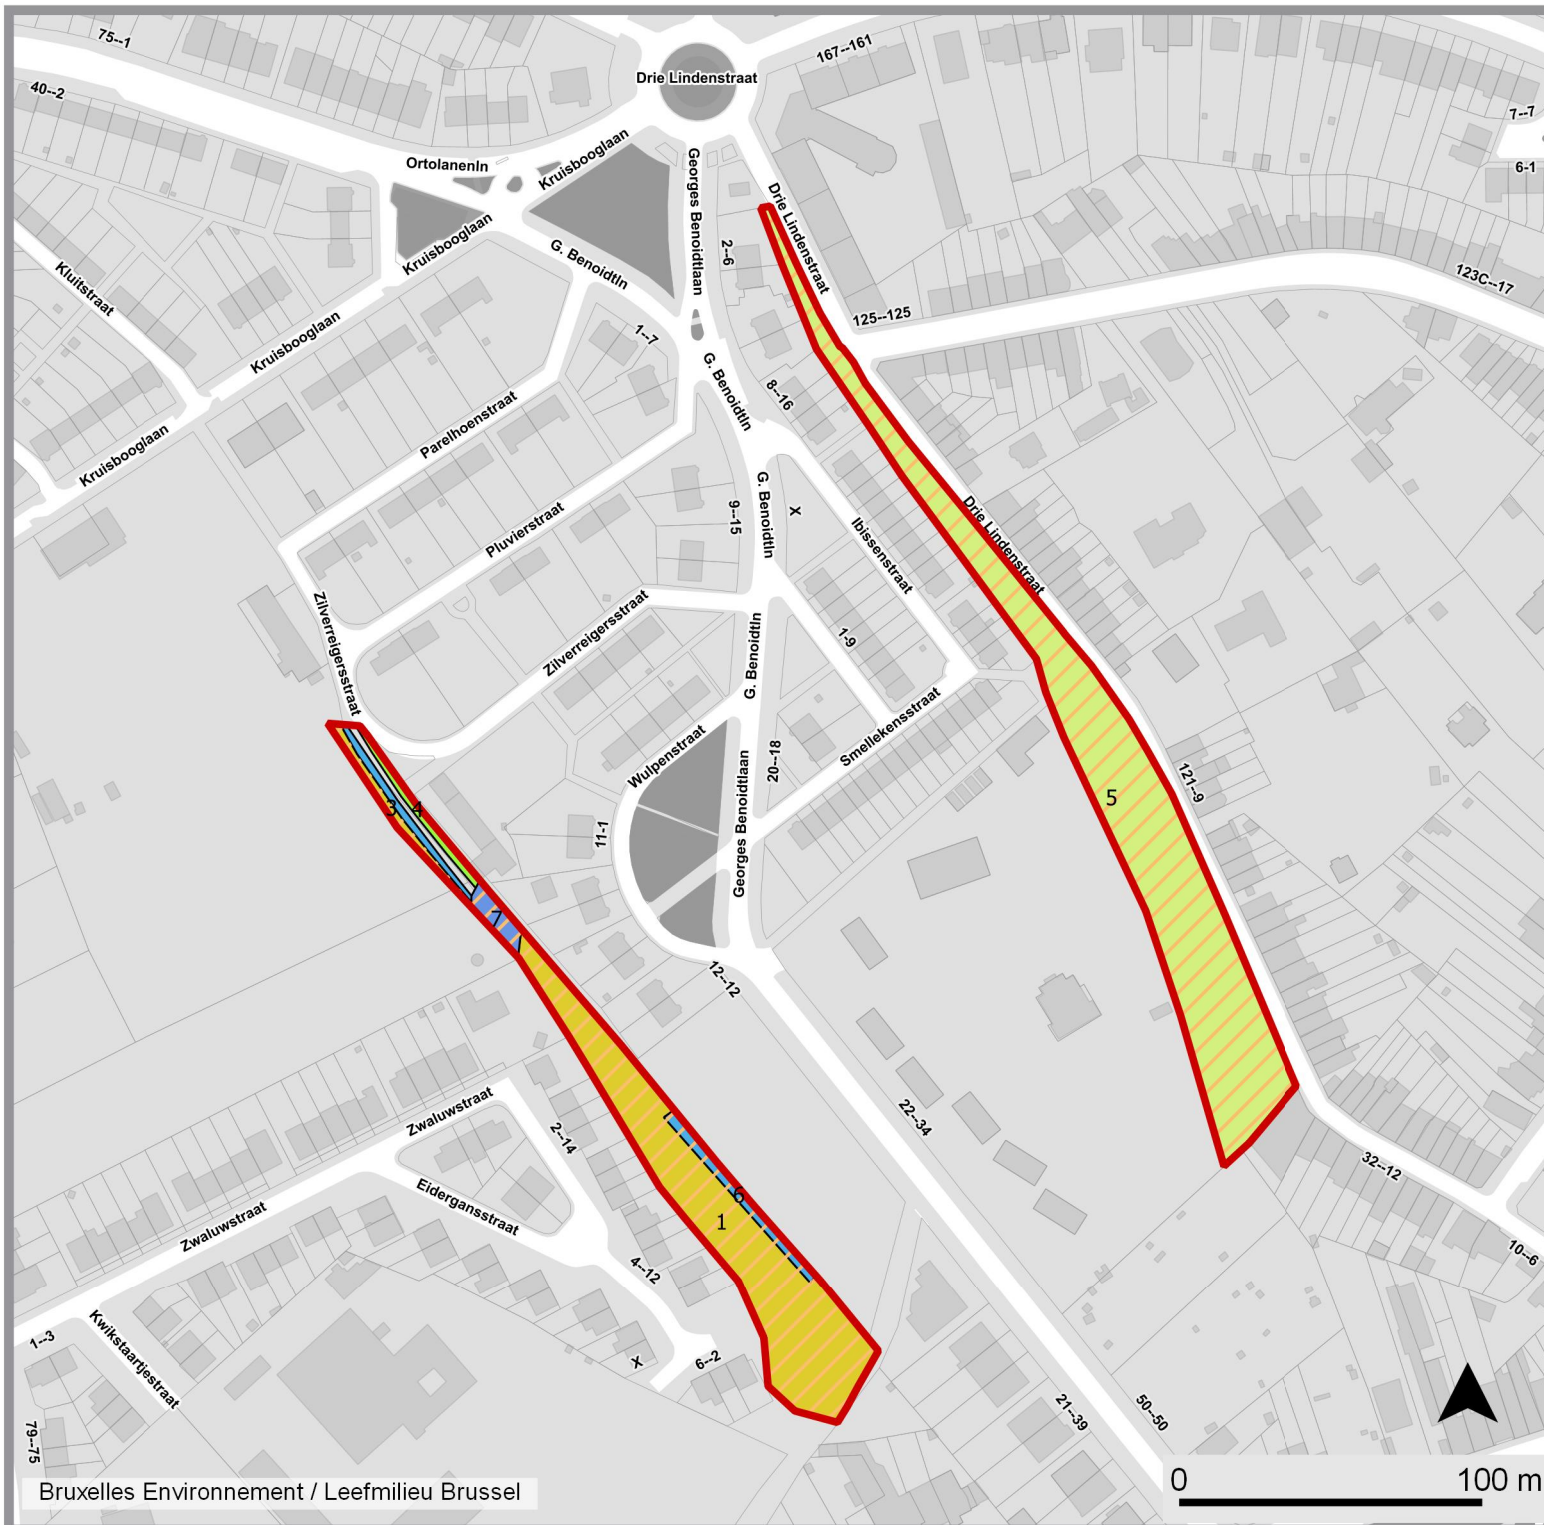 75--1
167--161
Drie Lindenstraat
40--2
7--7
6-1
Ortolanenln
Kruisbooglaan
Georges Benoidtlaan
Drie Lindenstraat
Kruisbooglaan
G. Benoidtln
2--6
Kluitstraat
123C--17
125--125
Kruisbooglaan
1--7
G. Benoidtln
8--16
Parelhoenstraat
Kruisbooglaan
G. Benoidtln
9--15
X
Pluvierstraat
Ibissenstraat
Drie Lindenstraat
Zilverreigersstraat
Zilverreigersstraat
1-9
G. Benoidtln
Smellekensstraat
Wulpenstraat
20--18
121--9
5
3
4
11-1
Georges Benoidtlaan
7
12--12
Zwaluwstraat
2--14
22--34
32--12
Eidergansstraat
6
1
Zwaluwstraat
10--6
4--12
1--3
Kwikstaartjestraat
X
6--2
21--39
50--50
79--75
0 100 m
Bruxelles Environnement / Leefmilieu Brussel